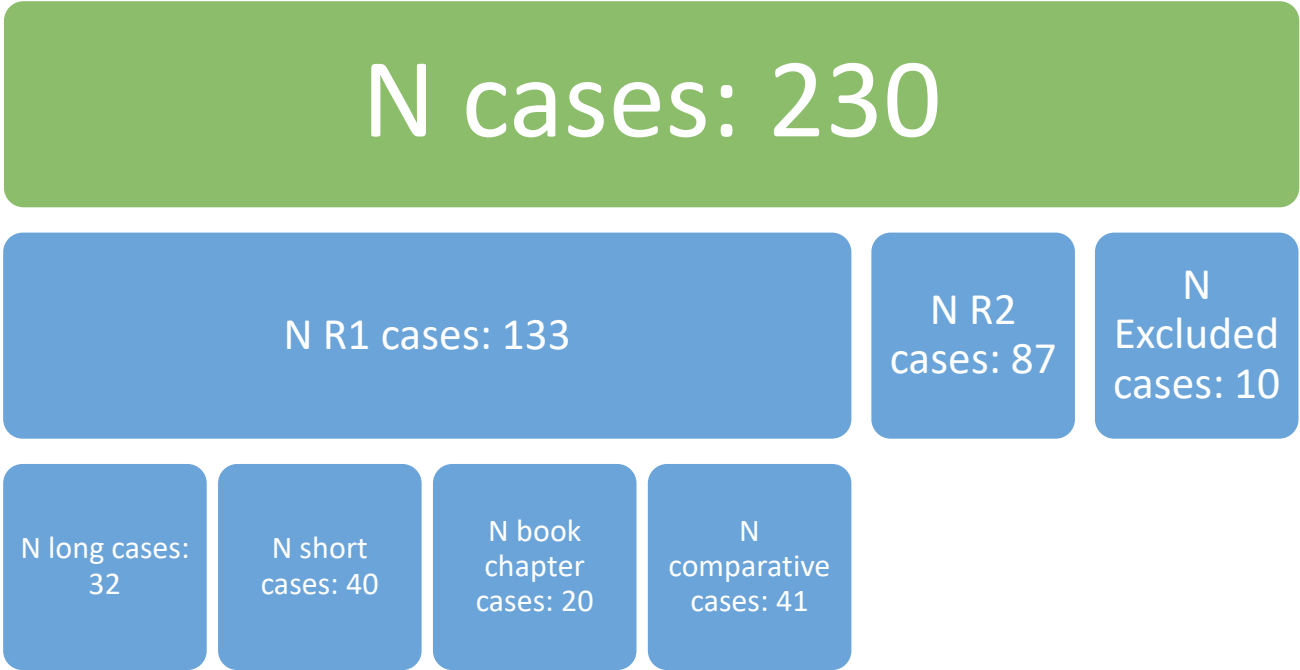 N cases: 230
N R1 cases: 133
N R2
cases: 87
N
Excluded
cases: 10
N long cases:
32
N short
cases: 40
N book
chapter
cases: 20
N
comparative
cases: 41